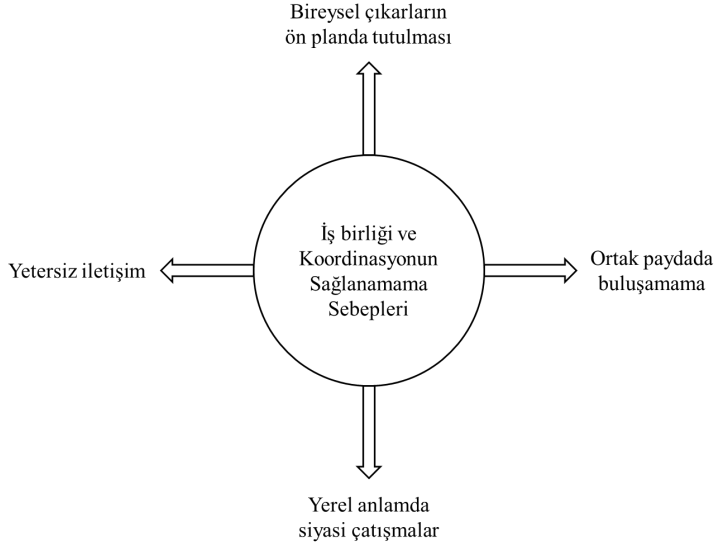 Bireysel çıkarların
ön planda tutulması
İş birliği ve
Koordinasyonun
Sağlanamama
Sebepleri
Yetersiz iletişim
Ortak paydada
buluşamama
Yerel anlamda
siyasi çatışmalar